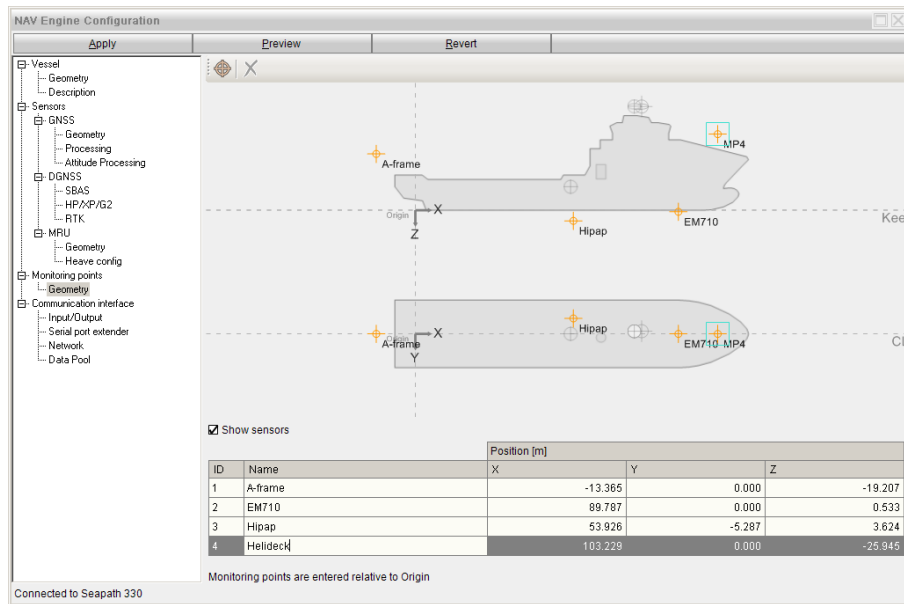 NAV Engine Configuration
Apply Preview Revert
Vessel
Geometry
Description
Sensors
GNSS
Geometry
Processing
Attitude Processing
DGNSS
SBAS
HP/XP/G2
RTK
MRU
Geometry
Heave config
Monitoring points
Geometry
Communication interface
Input/Output
Serial port extender
Network
Data Pool
MP4
A-frame
Origin X
Z
Hipap
EM710
Kee
Hipap
Origin X
A-frame
Y
EM710 MP4
Show sensors
Position [m]
ID Name X Y Z
1 A-frame -13.365 0.000 -19.207
2 EM710 89.787 0.000 0.533
3 Hipap 53.926 -5.287 3.624
4 Helideck 103.229 0.000 -25.945
Monitoring points are entered relative to Origin
Connected to Seapath 330